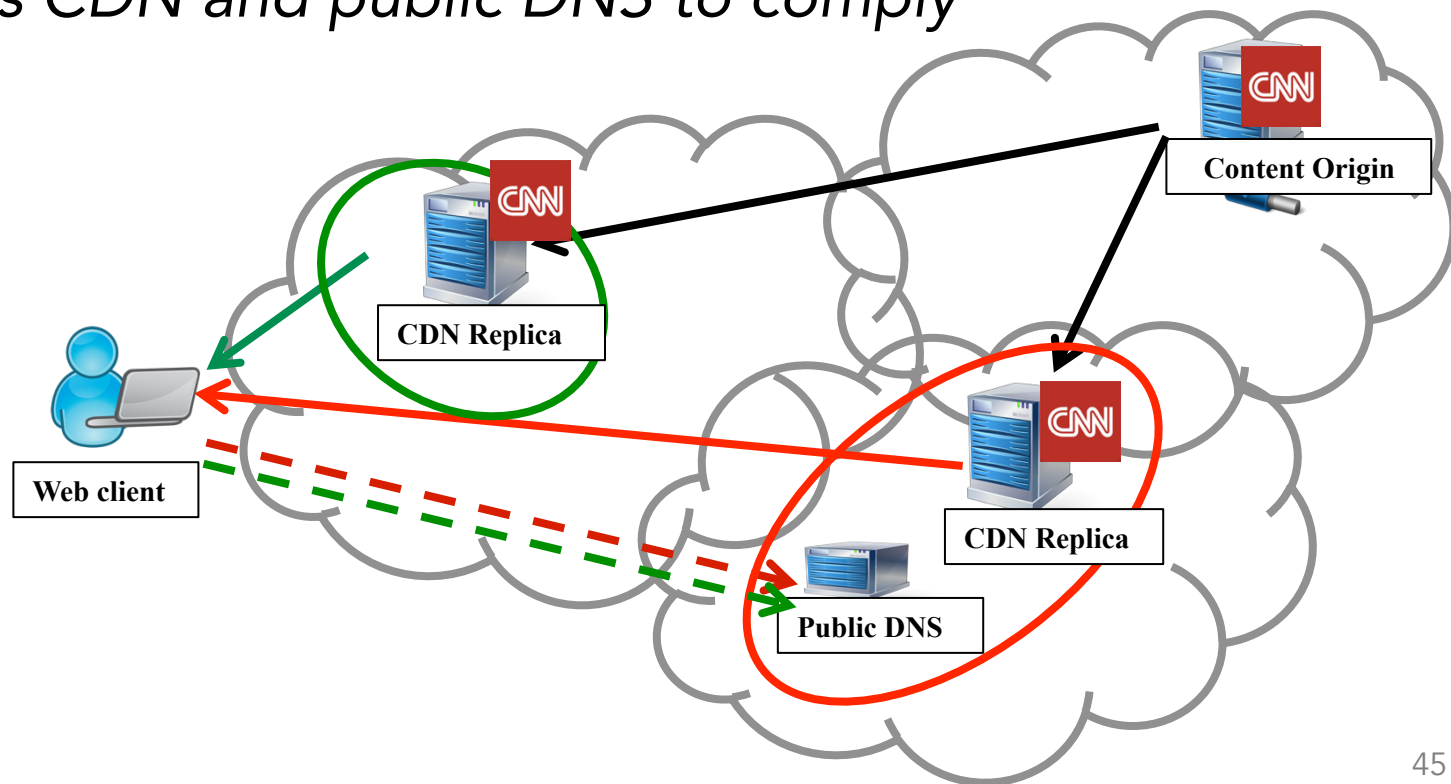 s CDN and public DNS to comply
CNN
Content Origin
CNN
CDN Replica
CNN
CDN Replica
Web client
Public DNS
45